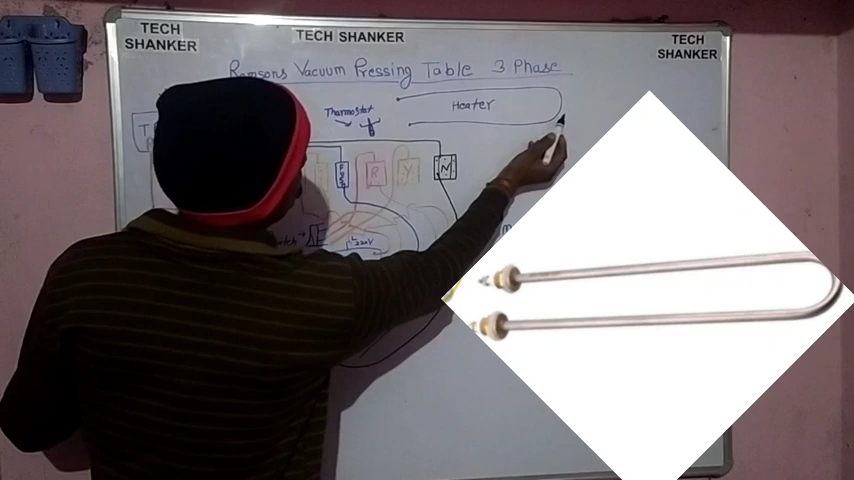 TECH
SHANKER
TECH SHANKER
TECH
SHANKER
Ramsons Vacuum Pressing Table 3 Phase
Thermostat
Heater
R
Y
N
220V